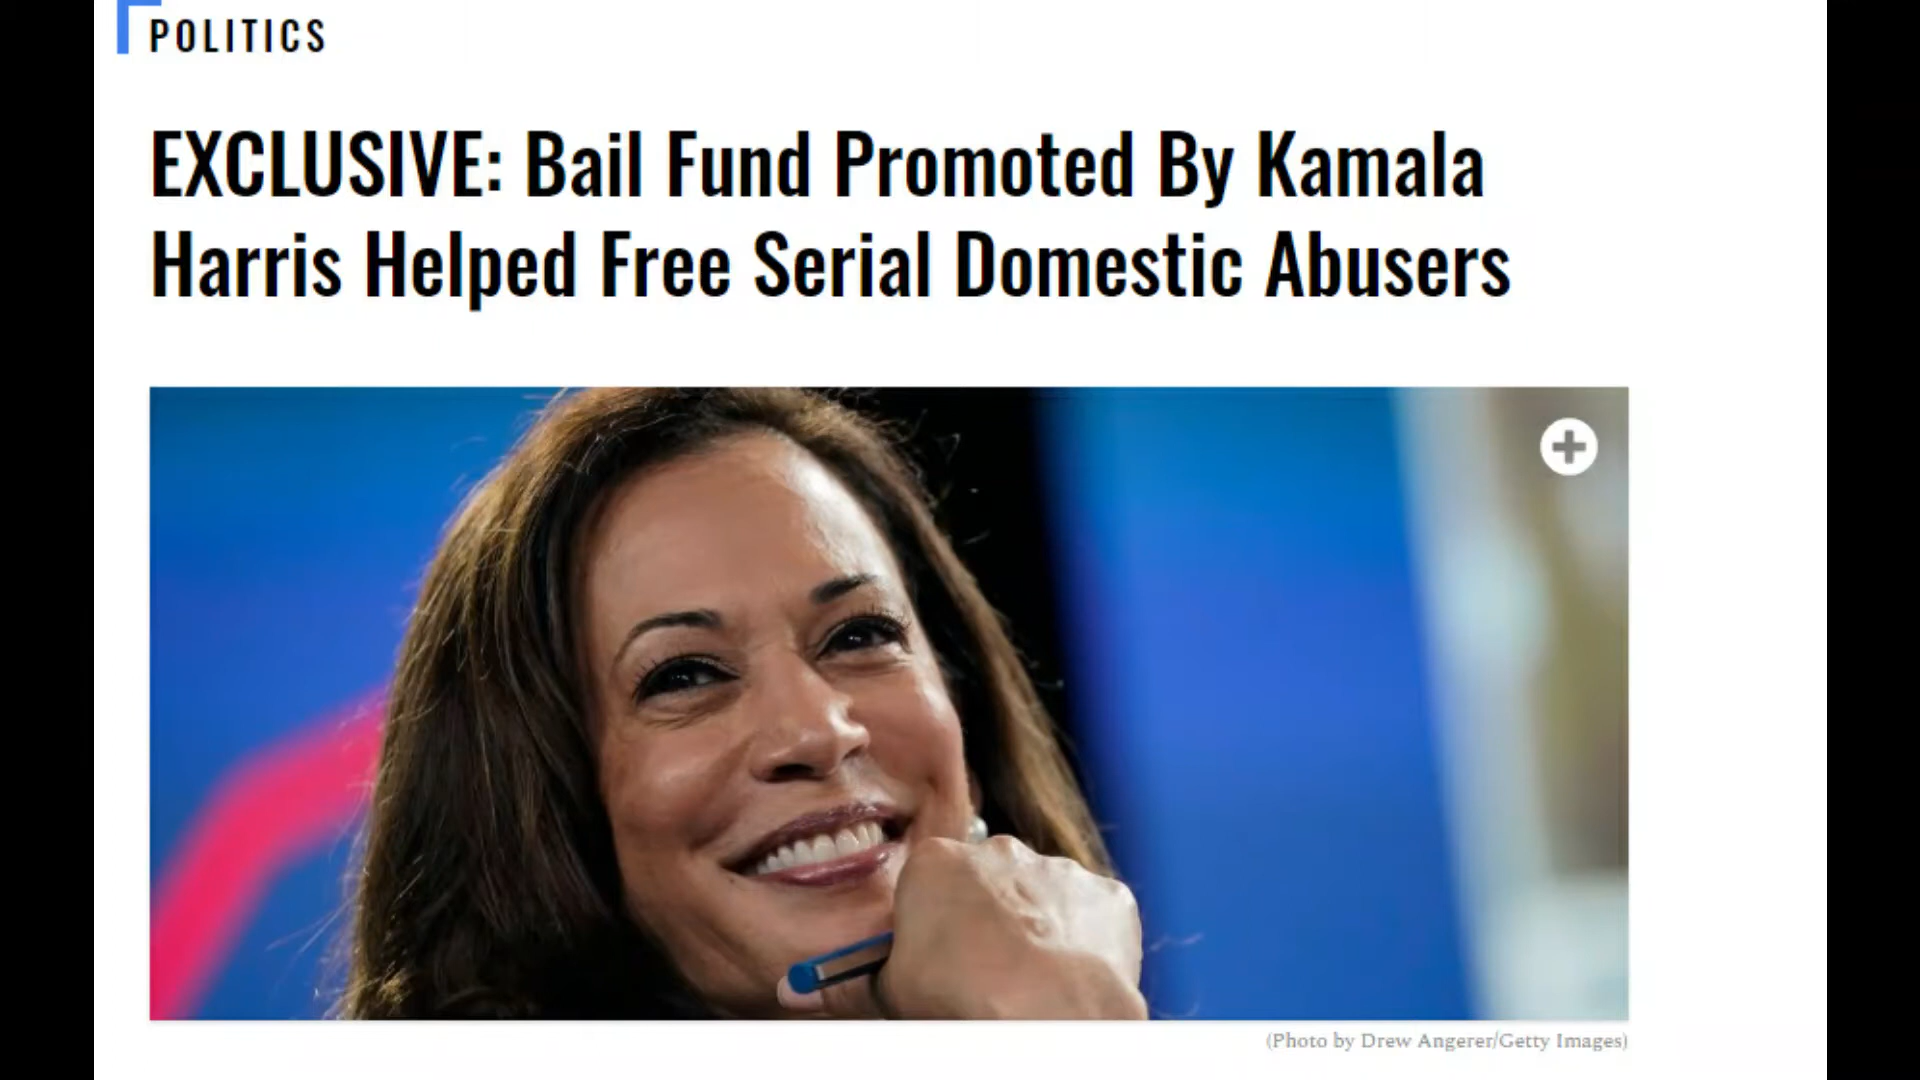 POLITICS
EXCLUSIVE: Bail Fund Promoted By Kamala
Harris Helped Free Serial Domestic Abusers
(Photo by Drew Angerer/Getty Images)